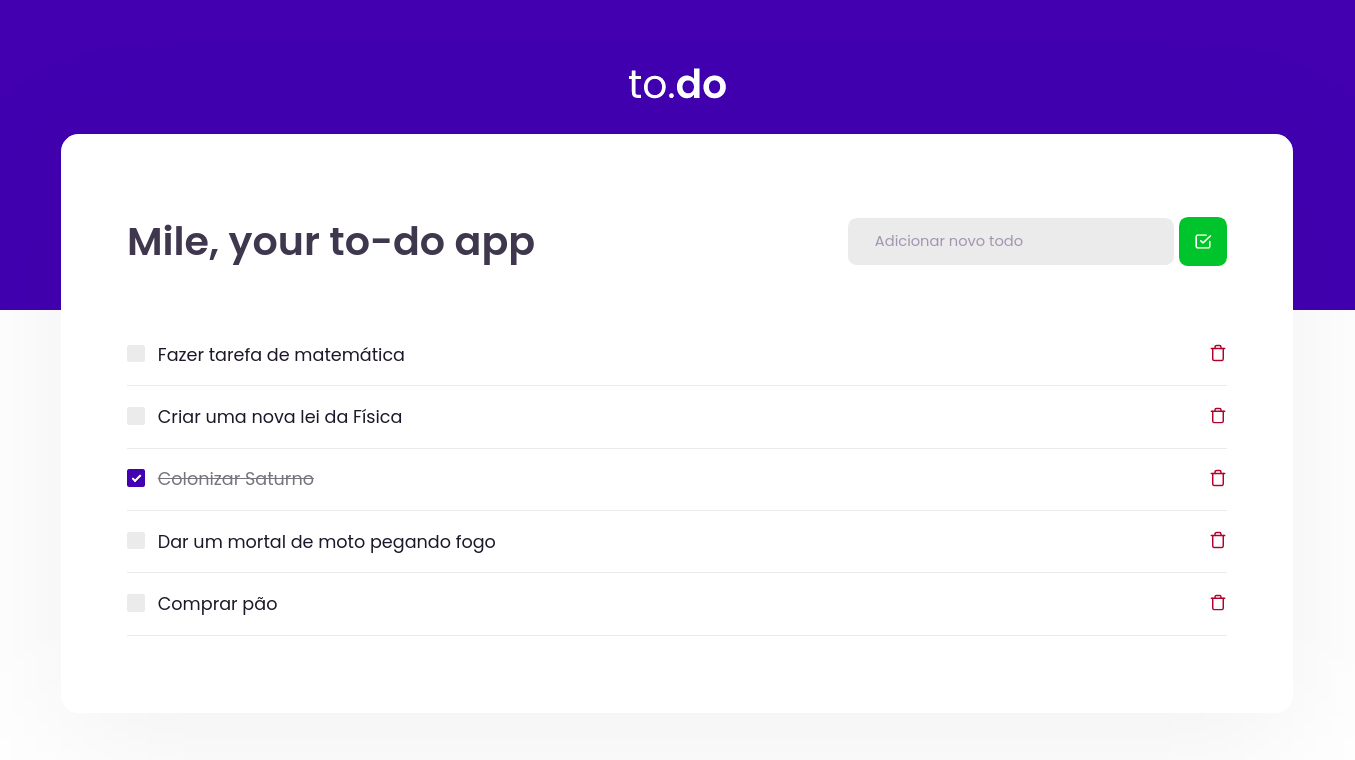 to.do
Mile, your to-do app
Adicionar novo todo
Fazer tarefa de matemática
Criar uma nova lei da Física
Colonizar Saturno
Dar um mortal de moto pegando fogo
Comprar pão